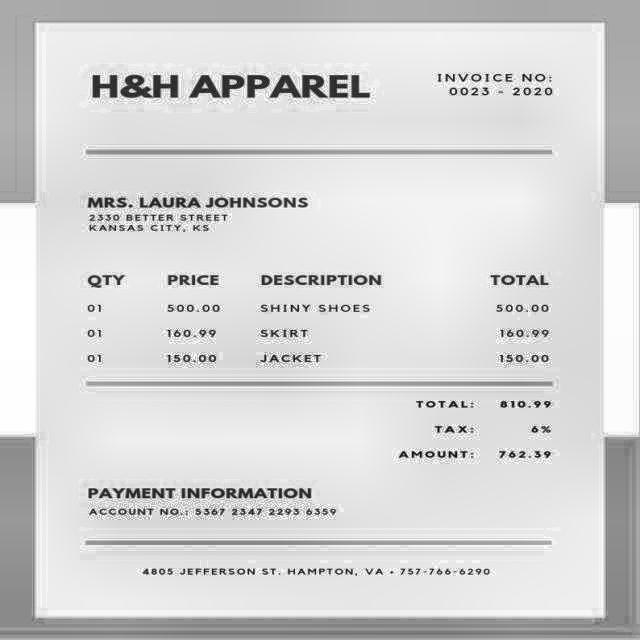 H&H APPAREL
INVOICE NO:
0023 - 2020
MRS. LAURA JOHNSONS
2330 BETTER STREET
KANSAS CITY, KS
QTY PRICE DESCRIPTION TOTAL
01 500.00 SHINY SHOES 500.00
01 160.99 SKIRT 160.99
01 150.00 JACKET 150.00
TOTAL: 810.99
TAX: 6%
AMOUNT: 762.39
PAYMENT INFORMATION
ACCOUNT NO.: 5367 2347 2293 6359
4805 JEFFERSON ST. HAMPTON, VA • 757-766-6290